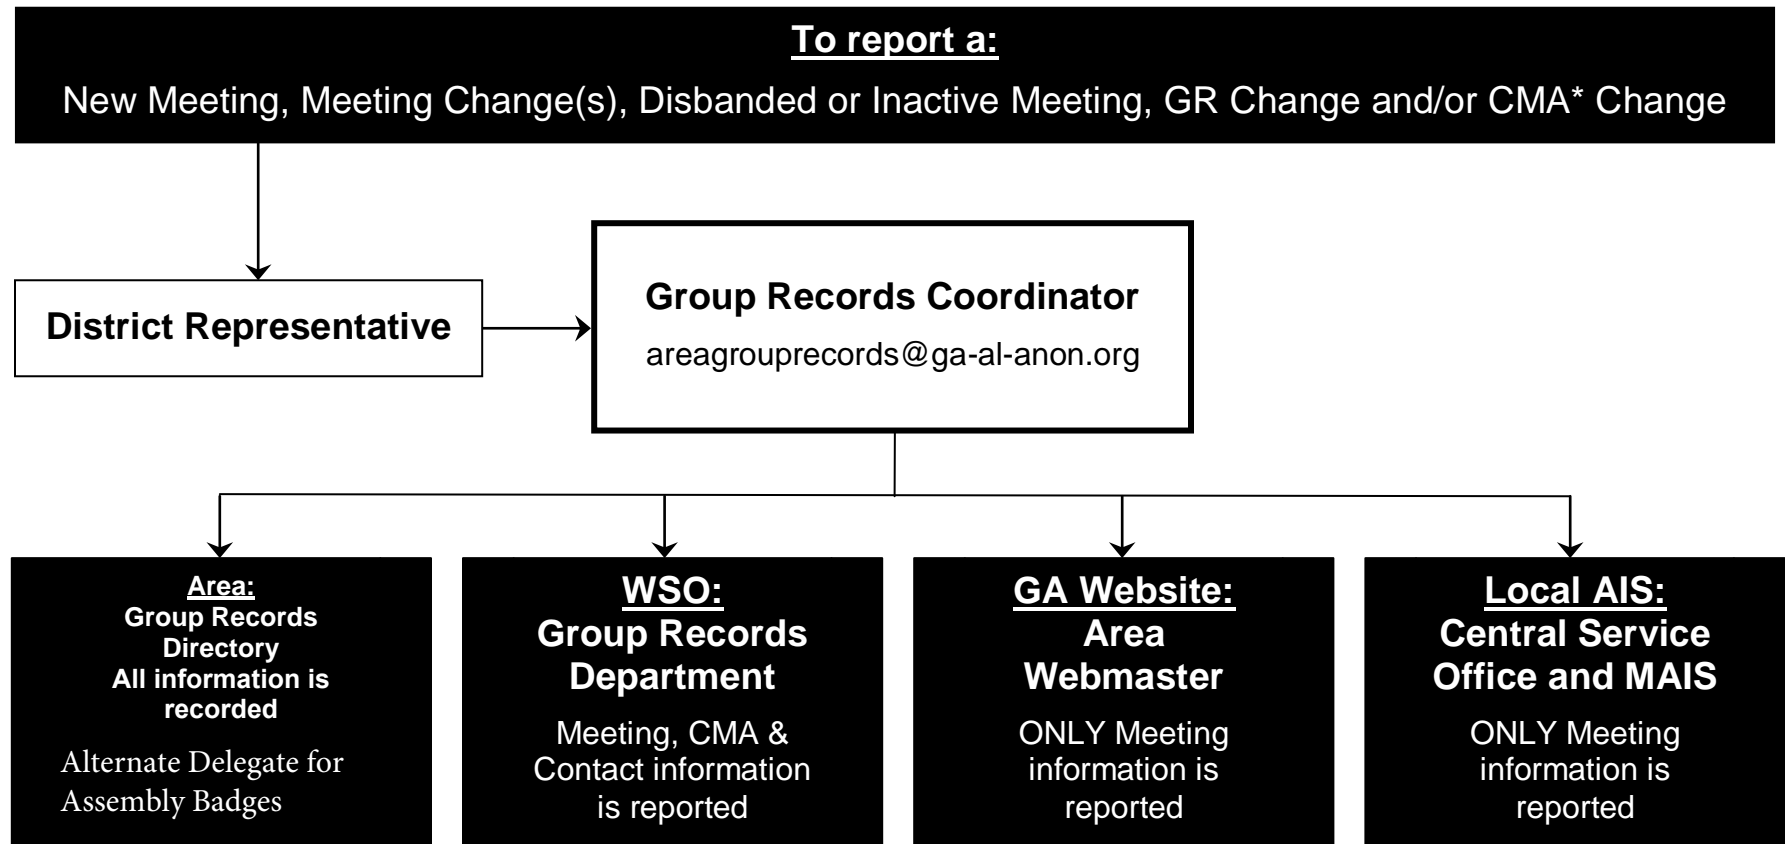 To report a:
New Meeting, Meeting Change(s), Disbanded or Inactive Meeting, GR Change and/or CMA* Change
District Representative
Group Records Coordinator
areagrouprecords@ga-al-anon.org
Area:
Group Records
Directory
All information is
recorded
Alternate Delegate for
Assembly Badges
WSO:
Group Records
Department
Meeting, CMA &
Contact information
is reported
GA Website:
Area
Webmaster
ONLY Meeting
information is
reported
Local AIS:
Central Service
Office and MAIS
ONLY Meeting
information is
reported